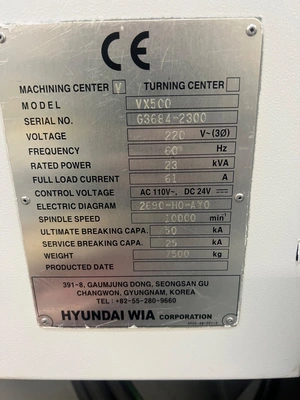 CE
MACHINING CENTER V TURNING CENTER
MODEL VX500
SERIAL NO. G3684-2300
VOLTAGE 220 V~(3Ø)
FREQUENCY 60 Hz
RATED POWER 23 kVA
FULL LOAD CURRENT 61 A
CONTROL VOLTAGE AC 110V~, DC 24V ⎓
ELECTRIC DIAGRAM
SPINDLE SPEED 10000 min⁻¹
ULTIMATE BREAKING CAPA. 50 kA
SERVICE BREAKING CAPA. 25 kA
WEIGHT 7500 kg
PRODUCTED DATE
391-8, GAUMJUNG DONG, SEONGSAN GU
CHANGWON, GYUNGNAM, KOREA
TEL: +82-55-280-9660
HYUNDAI WIA CORPORATION